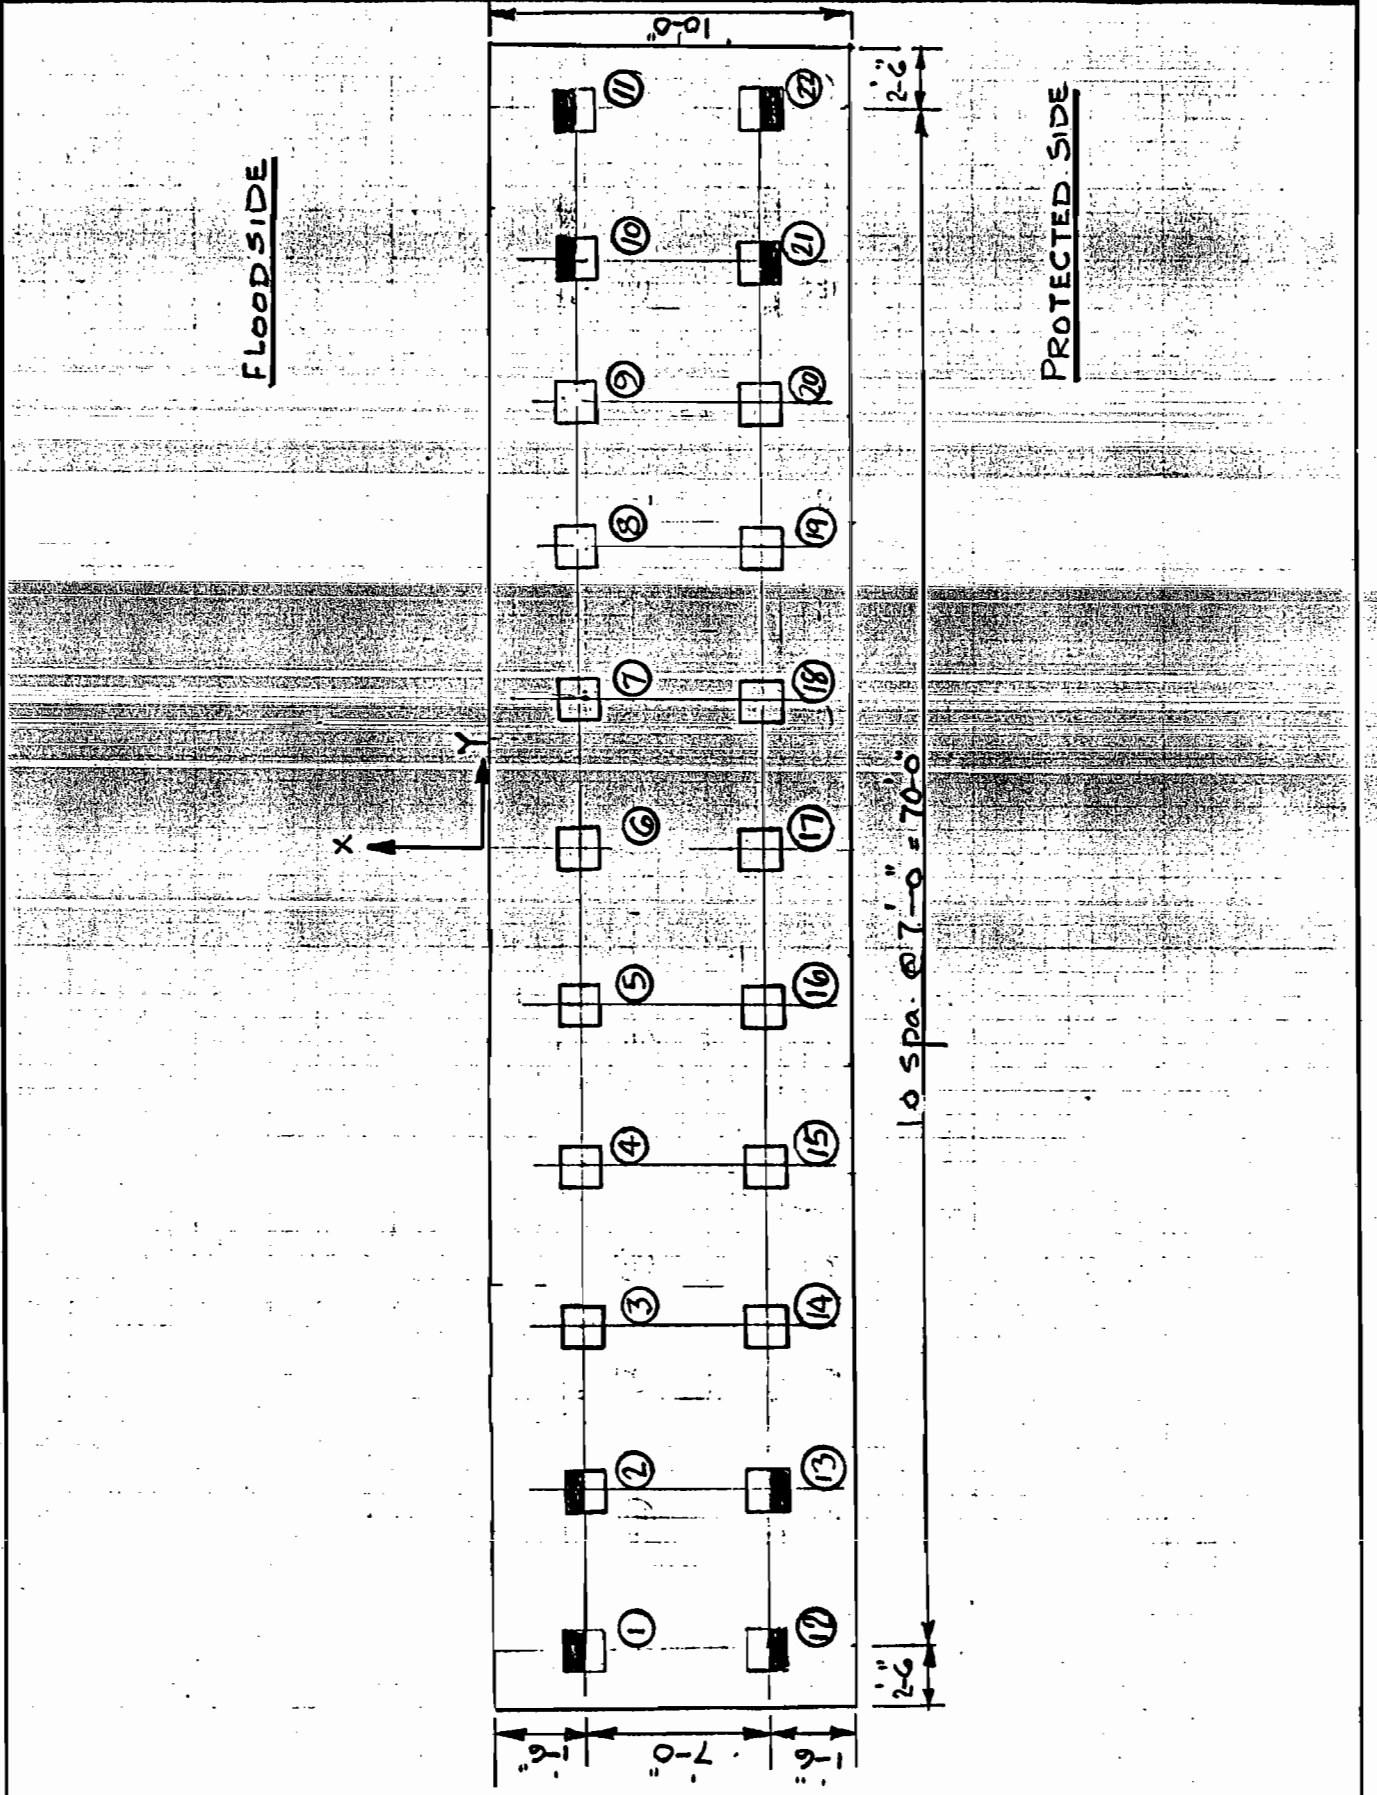 FLOODSIDE
X
Y
10'-0"
1 2 3 4 5 6 7 8 9 10 11
12 13 14 15 16 17 18 19 20 21 22
1'-6"
7'-0"
1'-6"
2'-6"
10 spa. @ 7'-0" = 70'-0"
2'-6"
PROTECTED SIDE